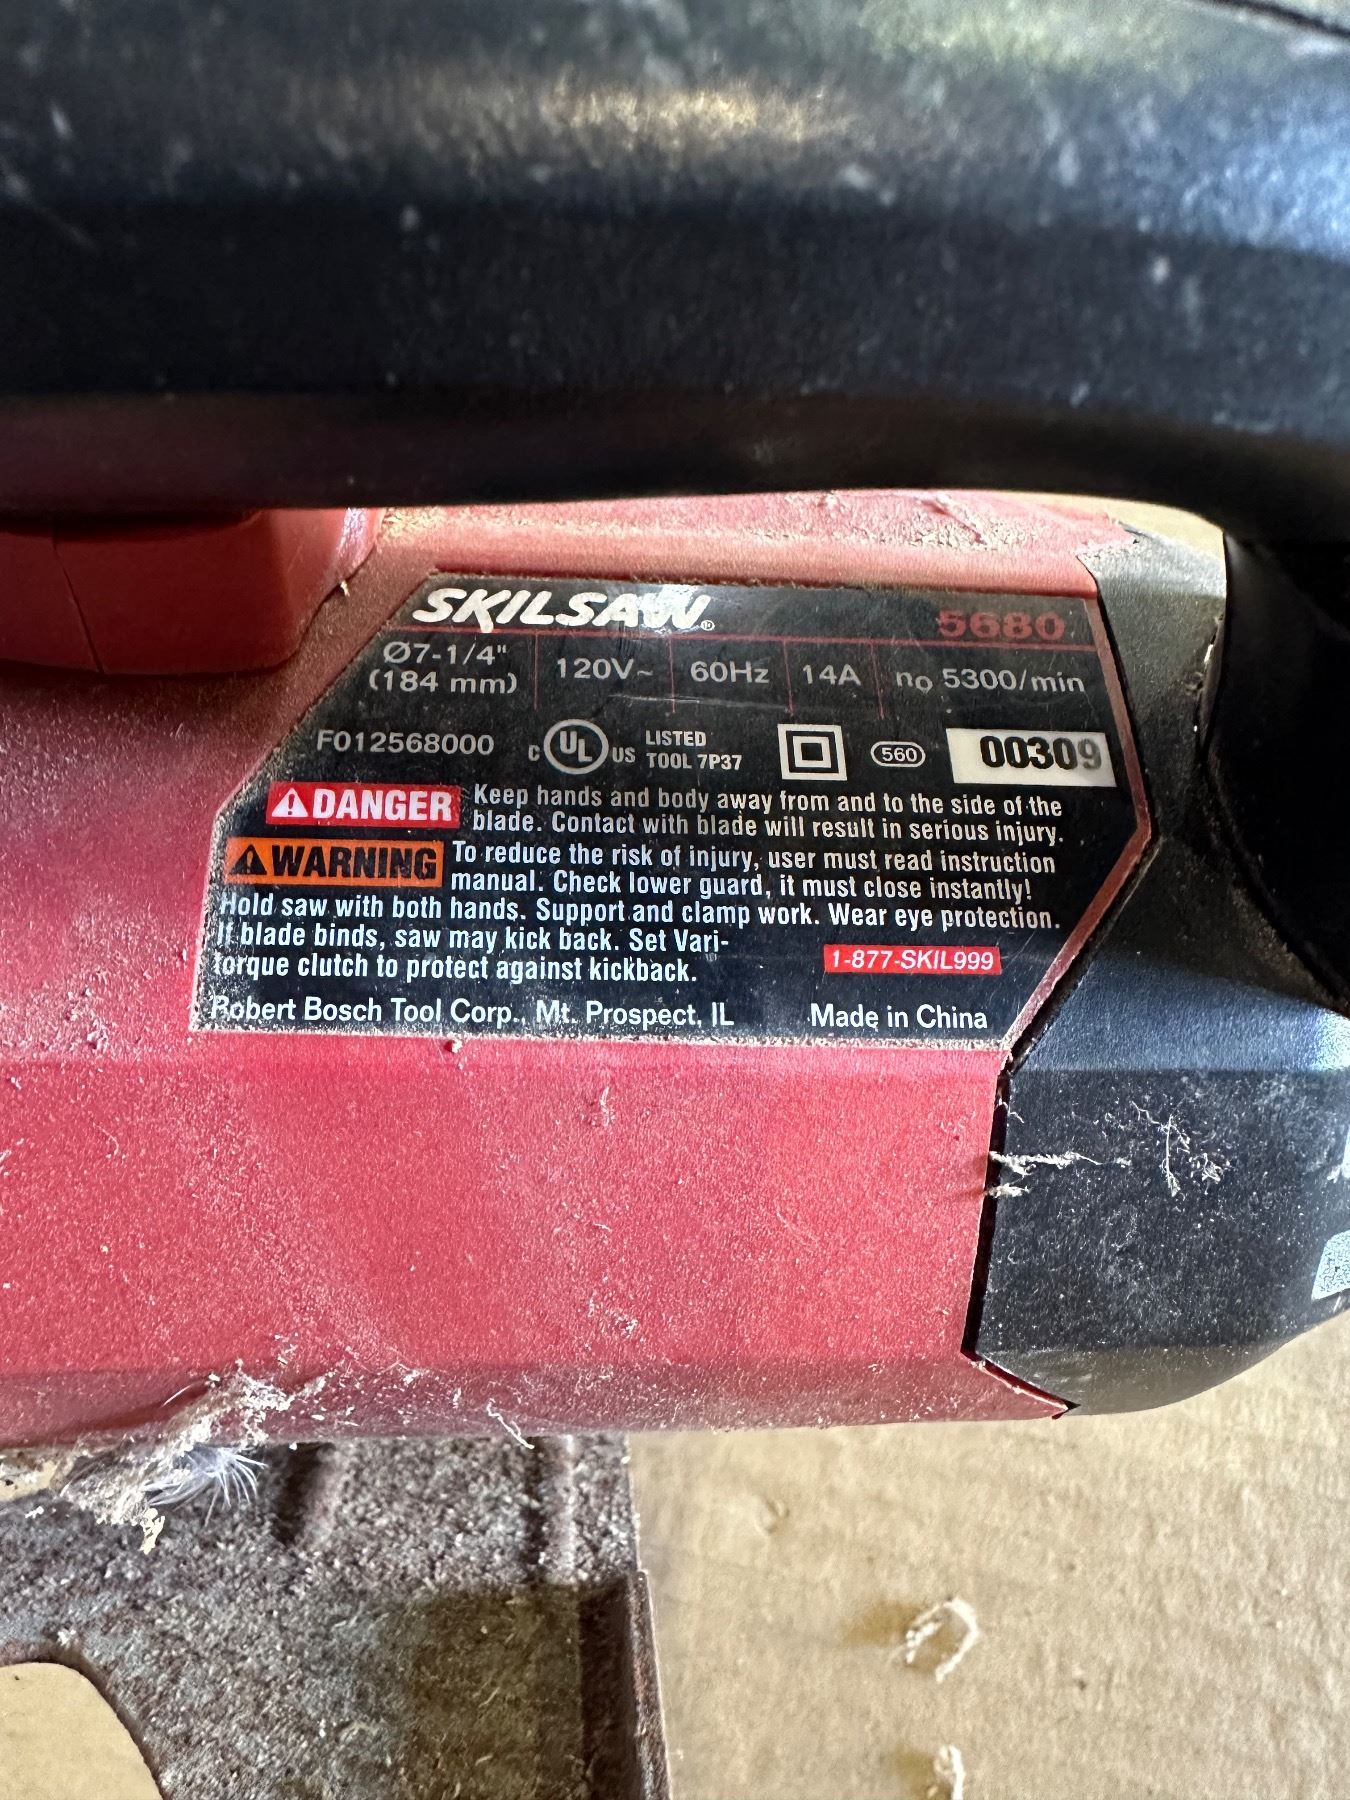 SKILSAW® 5680
Ø7-1/4" 120V~ 60Hz 14A no 5300/min
(184 mm)
F012568000 C UL US LISTED TOOL 7P37 560 00309
DANGER Keep hands and body away from and to the side of the
blade. Contact with blade will result in serious injury.
WARNING To reduce the risk of injury, user must read instruction
manual. Check lower guard, it must close instantly!
Hold saw with both hands. Support and clamp work. Wear eye protection.
If blade binds, saw may kick back. Set Vari-
torque clutch to protect against kickback. 1-877-SKIL999
Robert Bosch Tool Corp., Mt. Prospect, IL Made in China